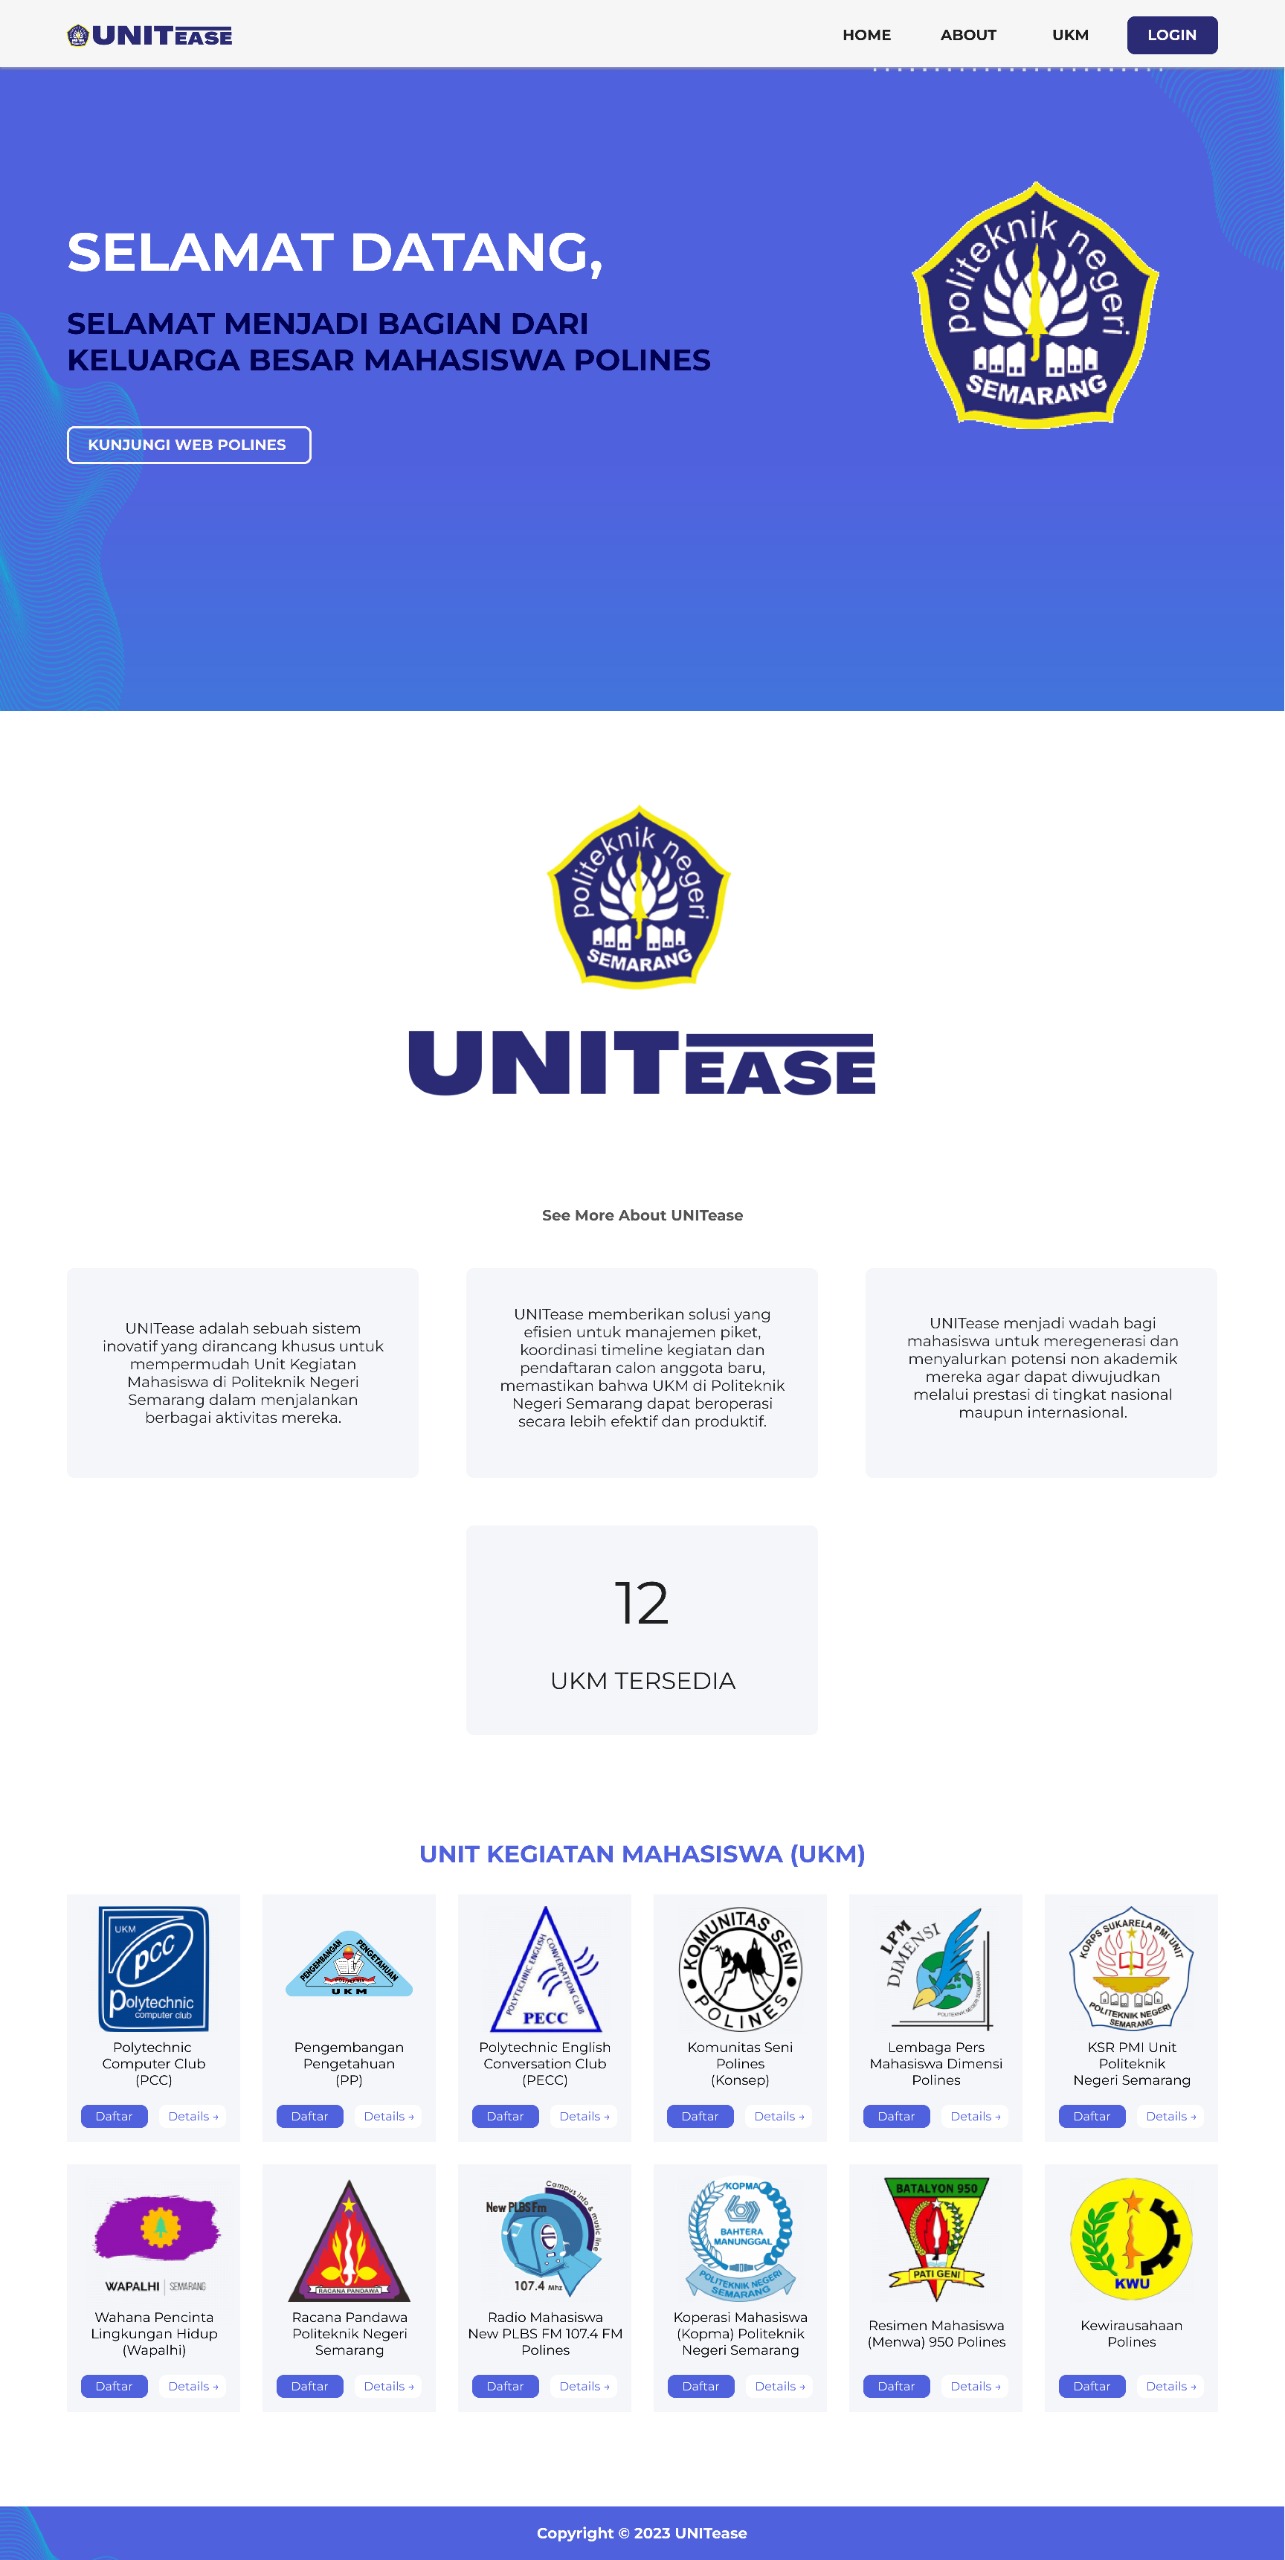 UNITEASE
HOME
ABOUT
UKM
LOGIN
SELAMAT DATANG,
SELAMAT MENJADI BAGIAN DARI
KELUARGA BESAR MAHASISWA POLINES
KUNJUNGI WEB POLINES
politeknik negeri
SEMARANG
politeknik negeri
SEMARANG
UNITEASE
See More About UNITease
UNITease adalah sebuah sistem
inovatif yang dirancang khusus untuk
mempermudah Unit Kegiatan
Mahasiswa di Politeknik Negeri
Semarang dalam menjalankan
berbagai aktivitas mereka.
UNITease memberikan solusi yang
efisien untuk manajemen piket,
koordinasi timeline kegiatan dan
pendaftaran calon anggota baru,
memastikan bahwa UKM di Politeknik
Negeri Semarang dapat beroperasi
secara lebih efektif dan produktif.
UNITease menjadi wadah bagi
mahasiswa untuk meregenerasi dan
menyalurkan potensi non akademik
mereka agar dapat diwujudkan
melalui prestasi di tingkat nasional
maupun internasional.
12
UKM TERSEDIA
UNIT KEGIATAN MAHASISWA (UKM)
UKM
pcc
Polytechnic
computer club
Polytechnic
Computer Club
(PCC)
Daftar
Details →
PENGEMBANGAN
PENGETAHUAN
UKM
Pengembangan
Pengetahuan
(PP)
Daftar
Details →
POLYTECHNIC ENGLISH
CONVERSATION CLUB
PECC
Polytechnic English
Conversation Club
(PECC)
Daftar
Details →
KOMUNITAS SENI
POLINES
Komunitas Seni
Polines
(Konsep)
Daftar
Details →
LPM
DIMENSI
POLITEKNIK NEGERI SEMARANG
Lembaga Pers
Mahasiswa Dimensi
Polines
Daftar
Details →
KORPS SUKARELA PMI UNIT
POLITEKNIK NEGERI
SEMARANG
KSR PMI Unit
Politeknik
Negeri Semarang
Daftar
Details →
WAPALHI | SEMARANG
Wahana Pencinta
Lingkungan Hidup
(Wapalhi)
Daftar
Details →
RACANA PANDAWA
Racana Pandawa
Politeknik Negeri
Semarang
Daftar
Details →
Campus info & music line
New PLBS Fm
107.4 Mhz
Radio Mahasiswa
New PLBS FM 107.4 FM
Polines
Daftar
Details →
KOPMA
BAHTERA
MANUNGGAL
POLITEKNIK NEGERI
SEMARANG
Koperasi Mahasiswa
(Kopma) Politeknik
Negeri Semarang
Daftar
Details →
BATALYON 950
PATI GENI
Resimen Mahasiswa
(Menwa) 950 Polines
Daftar
Details →
KWU
Kewirausahaan
Polines
Daftar
Details →
Copyright © 2023 UNITease